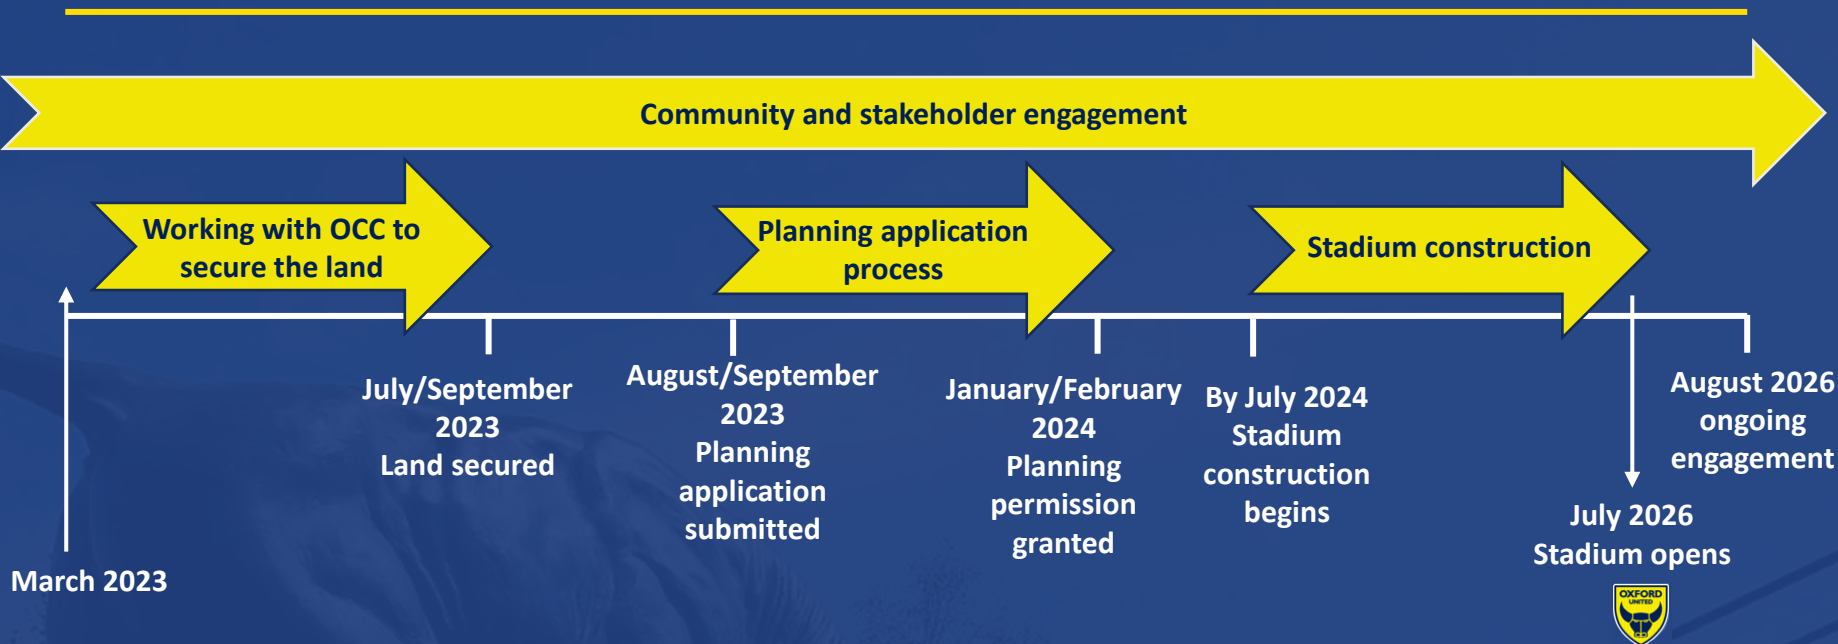 Community and stakeholder engagement
Working with OCC to
secure the land
Planning application
process
Stadium construction
March 2023
July/September
2023
Land secured
August/September
2023
Planning
application
submitted
January/February
2024
Planning
permission
granted
By July 2024
Stadium
construction
begins
July 2026
Stadium opens
August 2026
ongoing
engagement
OXFORD
UNITED